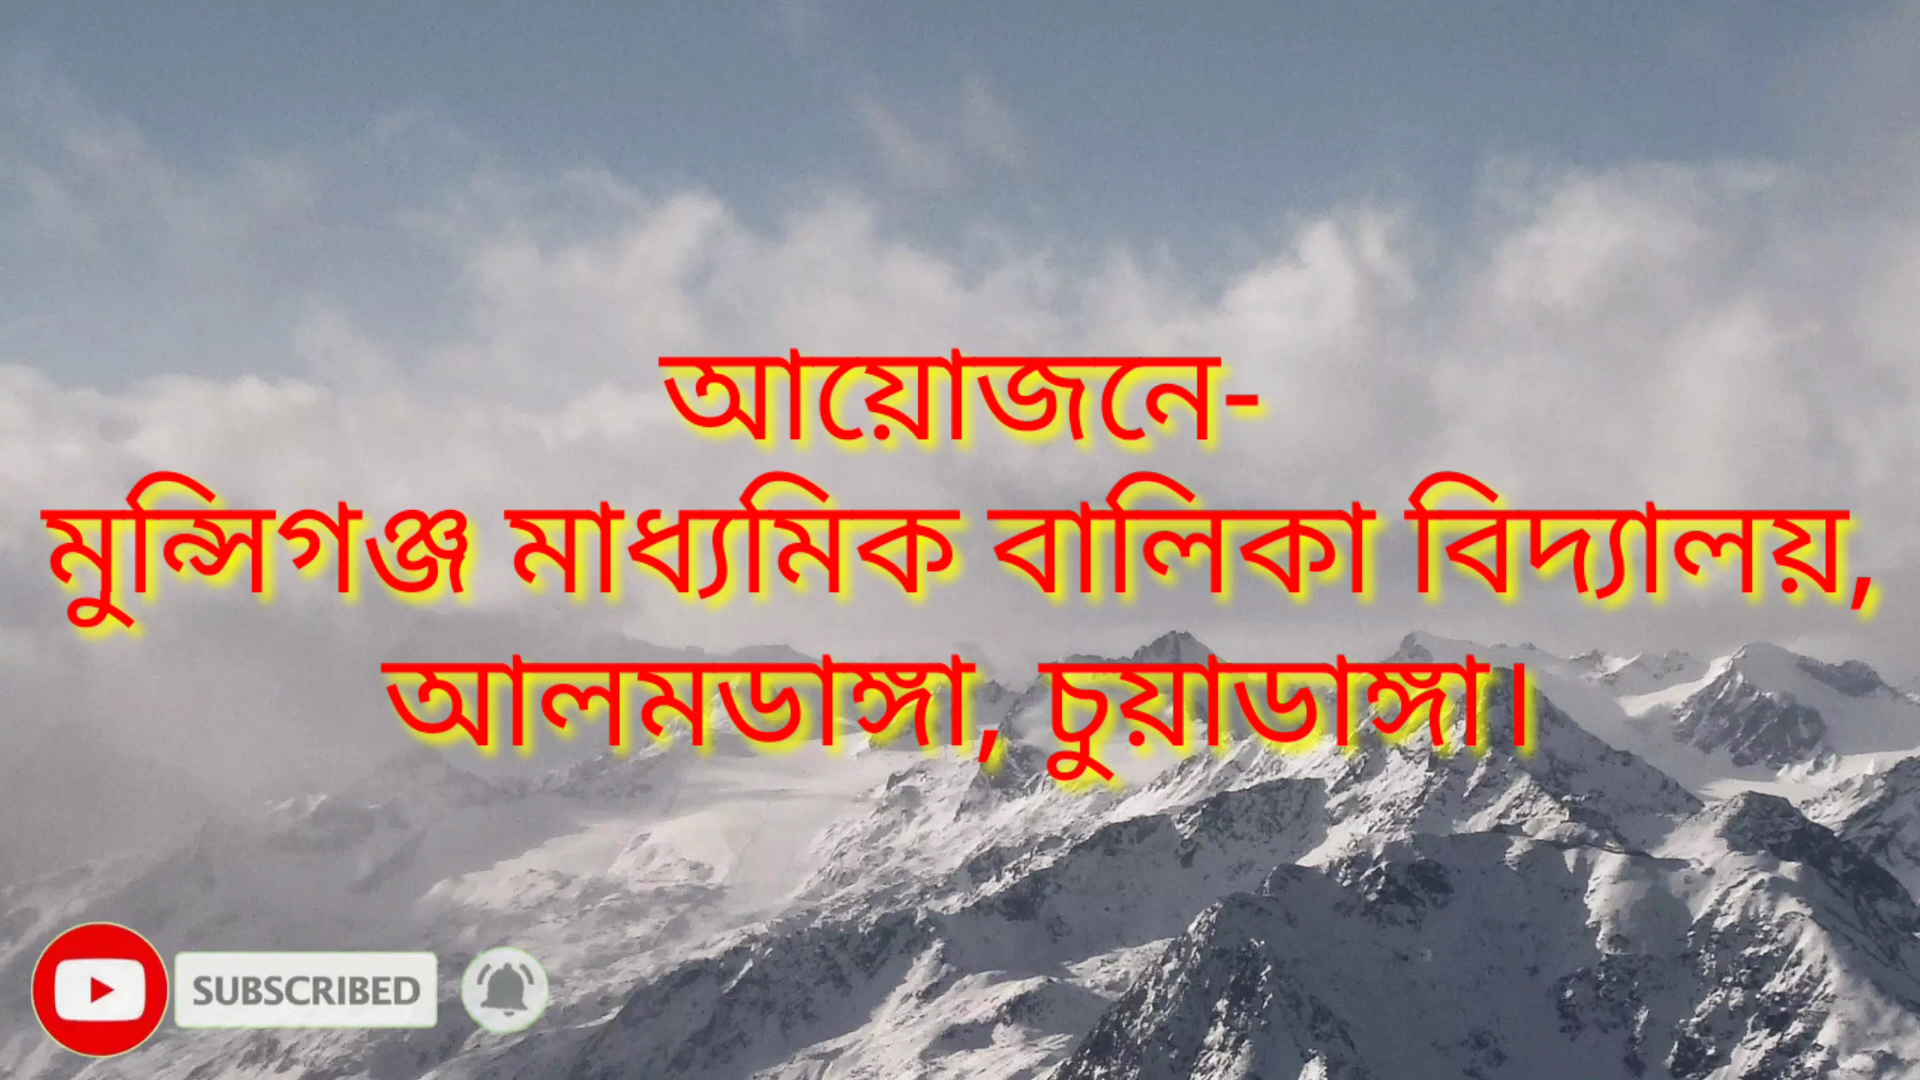 আয়োজনে-
মুন্সিগঞ্জ মাধ্যমিক বালিকা বিদ্যালয়,
আলমডাঙ্গা, চুয়াডাঙ্গা।
SUBSCRIBED